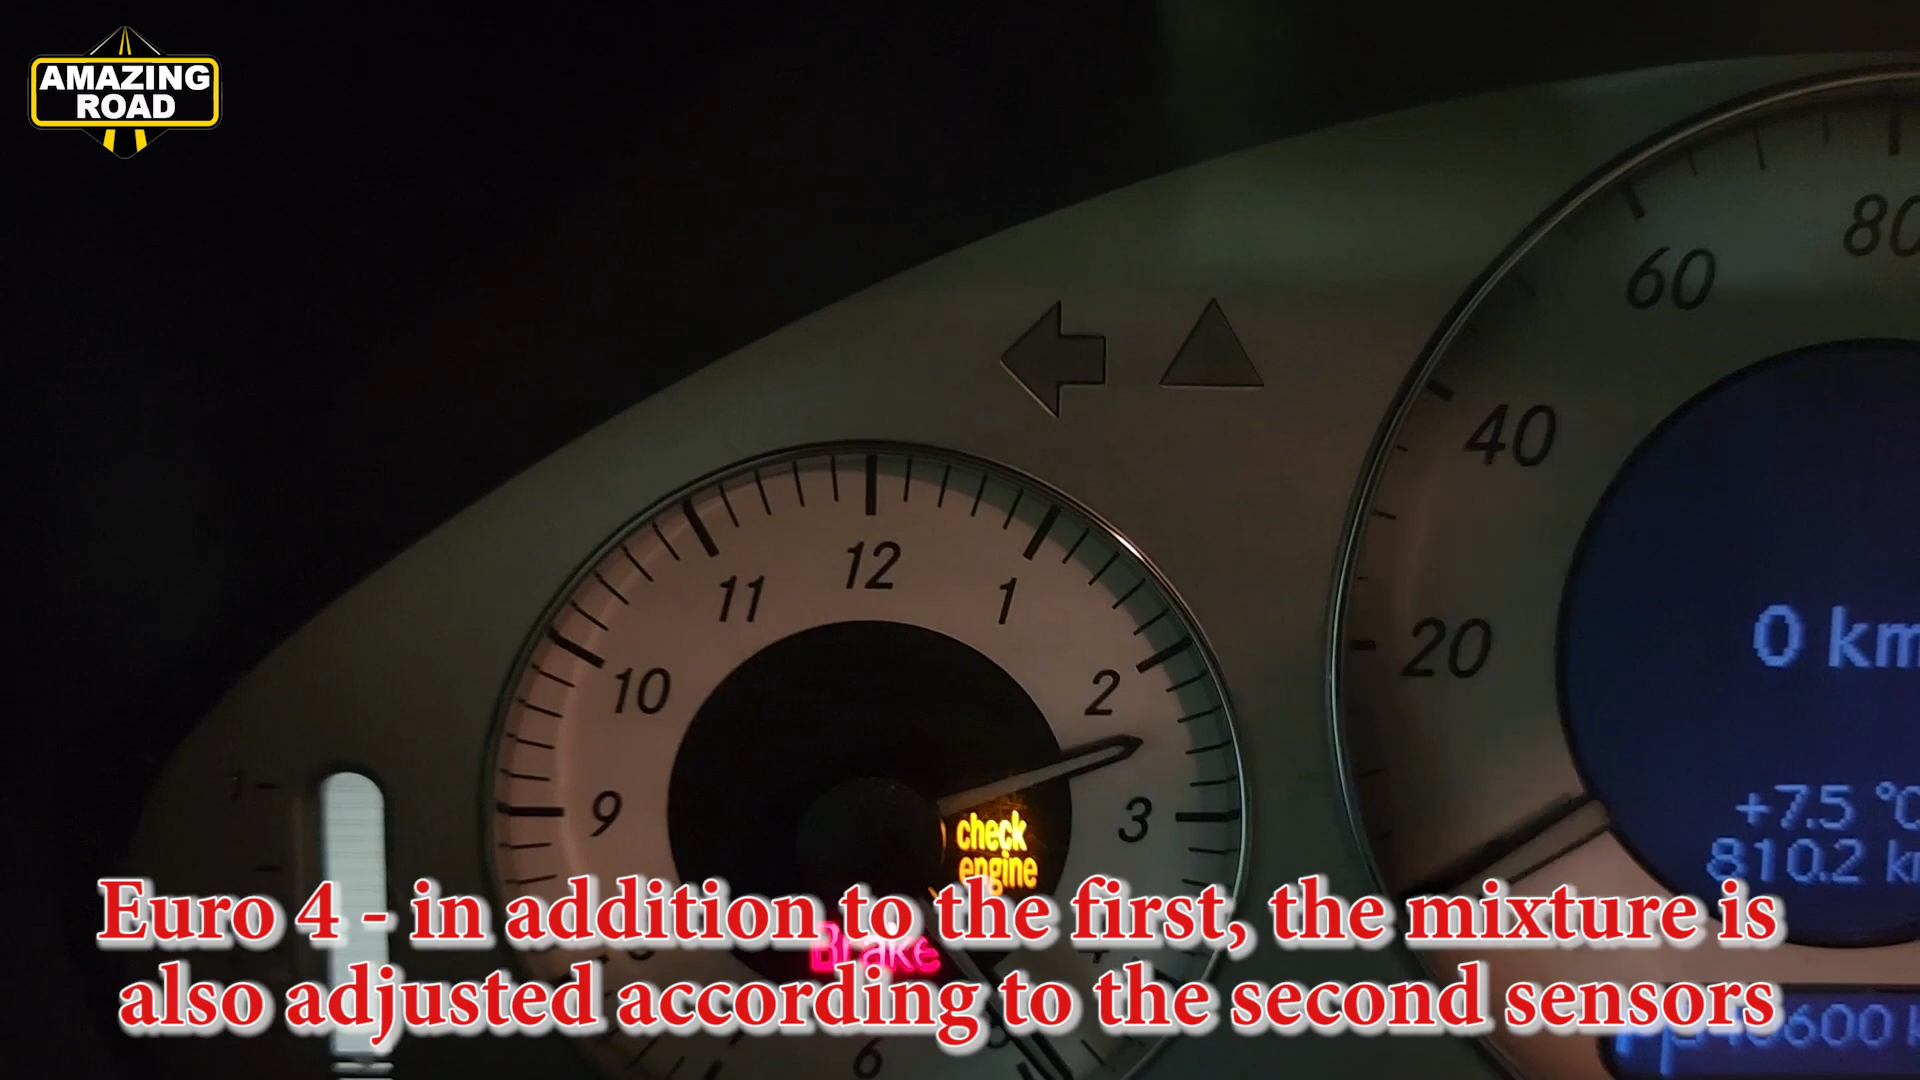 AMAZING
ROAD
80
60
40
20
0 km
+7.5 °C
810.2 k
12
11
1
10
2
9
3
check
engine
Brake
6
Euro 4 - in addition to the first, the mixture is
also adjusted according to the second sensors